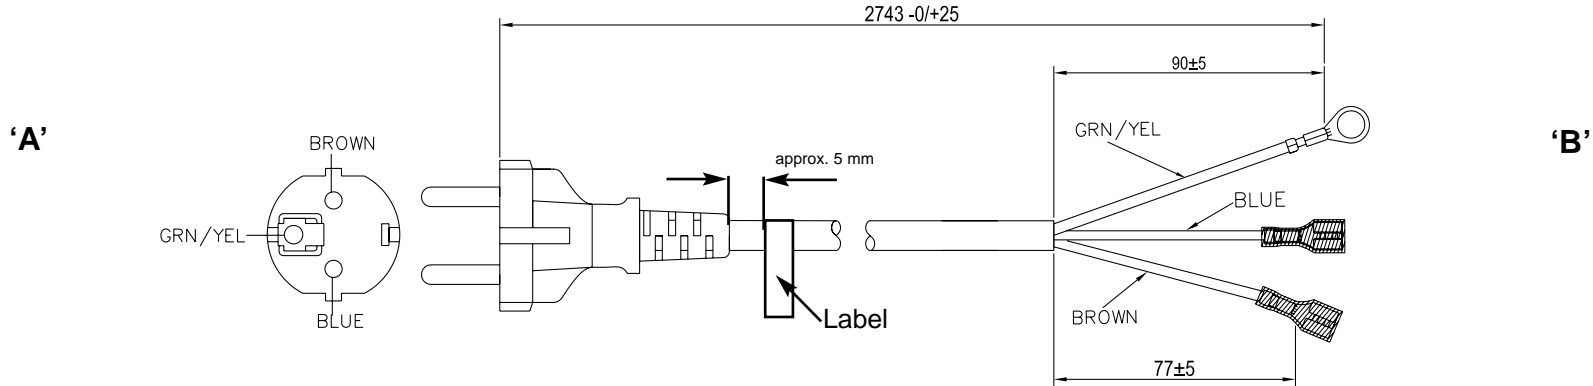 2743 -0/+25
90±5
‘A’
‘B’
GRN/YEL
BROWN
approx. 5 mm
BLUE
GRN/YEL
BLUE
Label
BROWN
77±5